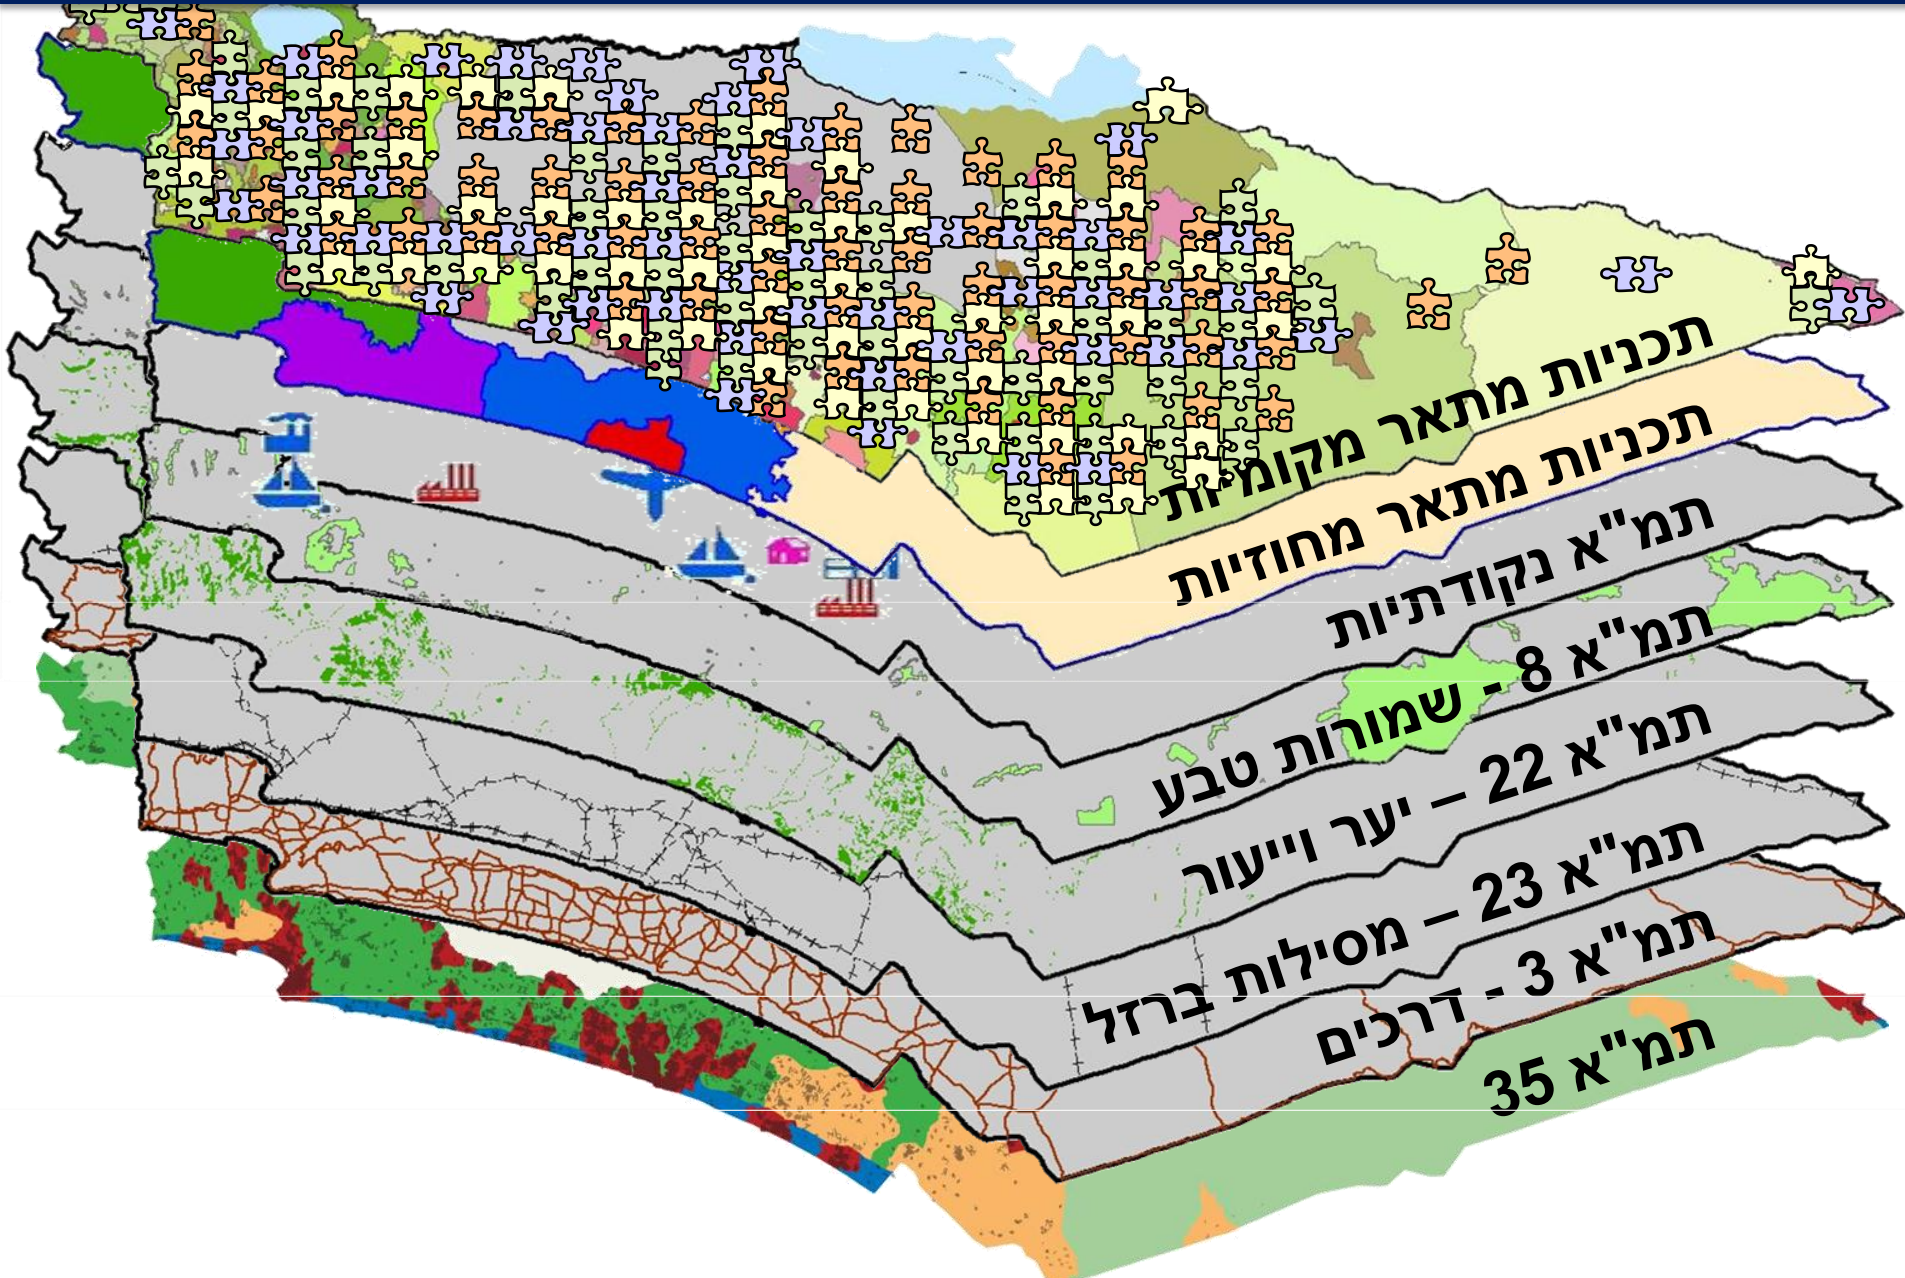 תכניות מתאר מקומיות
תכניות מתאר מחוזיות
תמ"א נקודתיות
תמ"א 8 - שמורות טבע
תמ"א 22 – יער וייעור
תמ"א 23 – מסילות ברזל
תמ"א 3 - דרכים
תמ"א 35